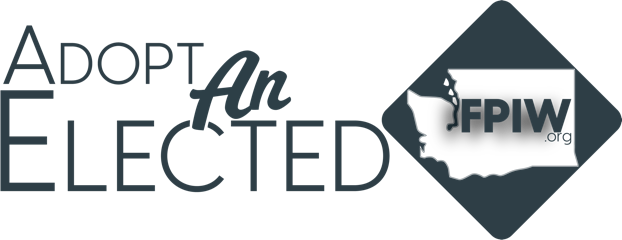 ADOPT
An
ELECTED
FPIW
.org